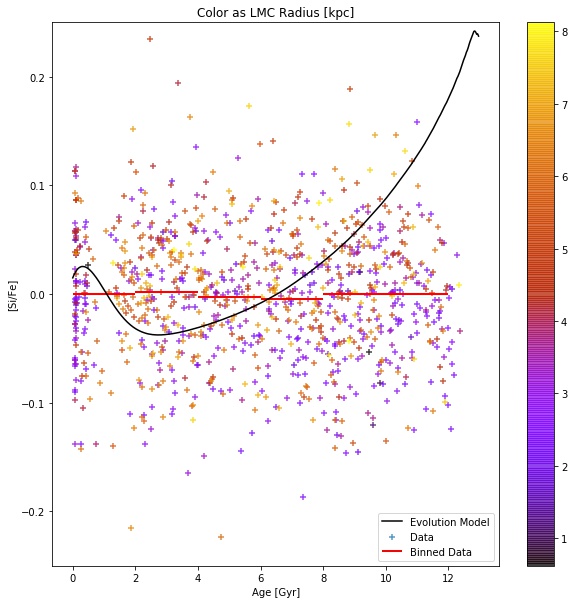 Color as LMC Radius [kpc]
0.2
0.1
0.0
−0.1
−0.2
[Si/Fe]
0 2 4 6 8 10 12
Age [Gyr]
Evolution Model
Data
Binned Data
8
7
6
5
4
3
2
1